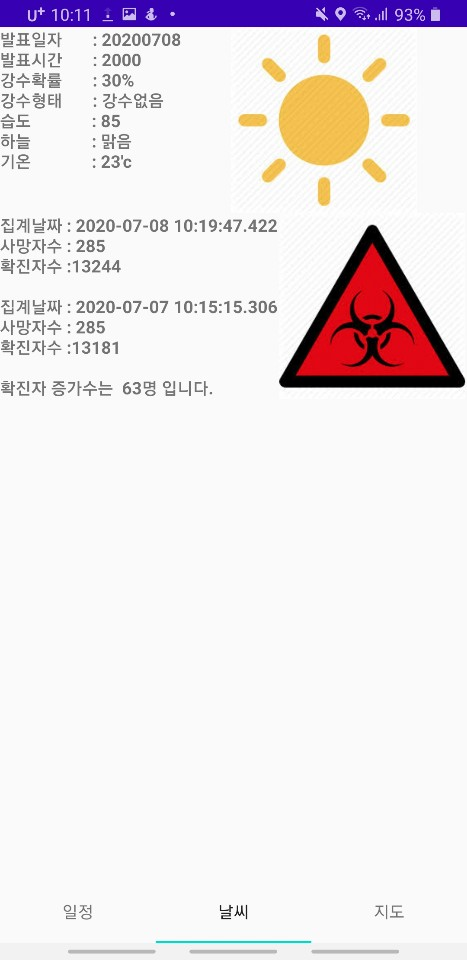 U+ 10:11 93%
발표일자 : 20200708
발표시간 : 2000
강수확률 : 30%
강수형태 : 강수없음
습도 : 85
하늘 : 맑음
기온 : 23'c
집계날짜 : 2020-07-08 10:19:47.422
사망자수 : 285
확진자수 :13244
집계날짜 : 2020-07-07 10:15:15.306
사망자수 : 285
확진자수 :13181
확진자 증가수는 63명 입니다.
일정 날씨 지도